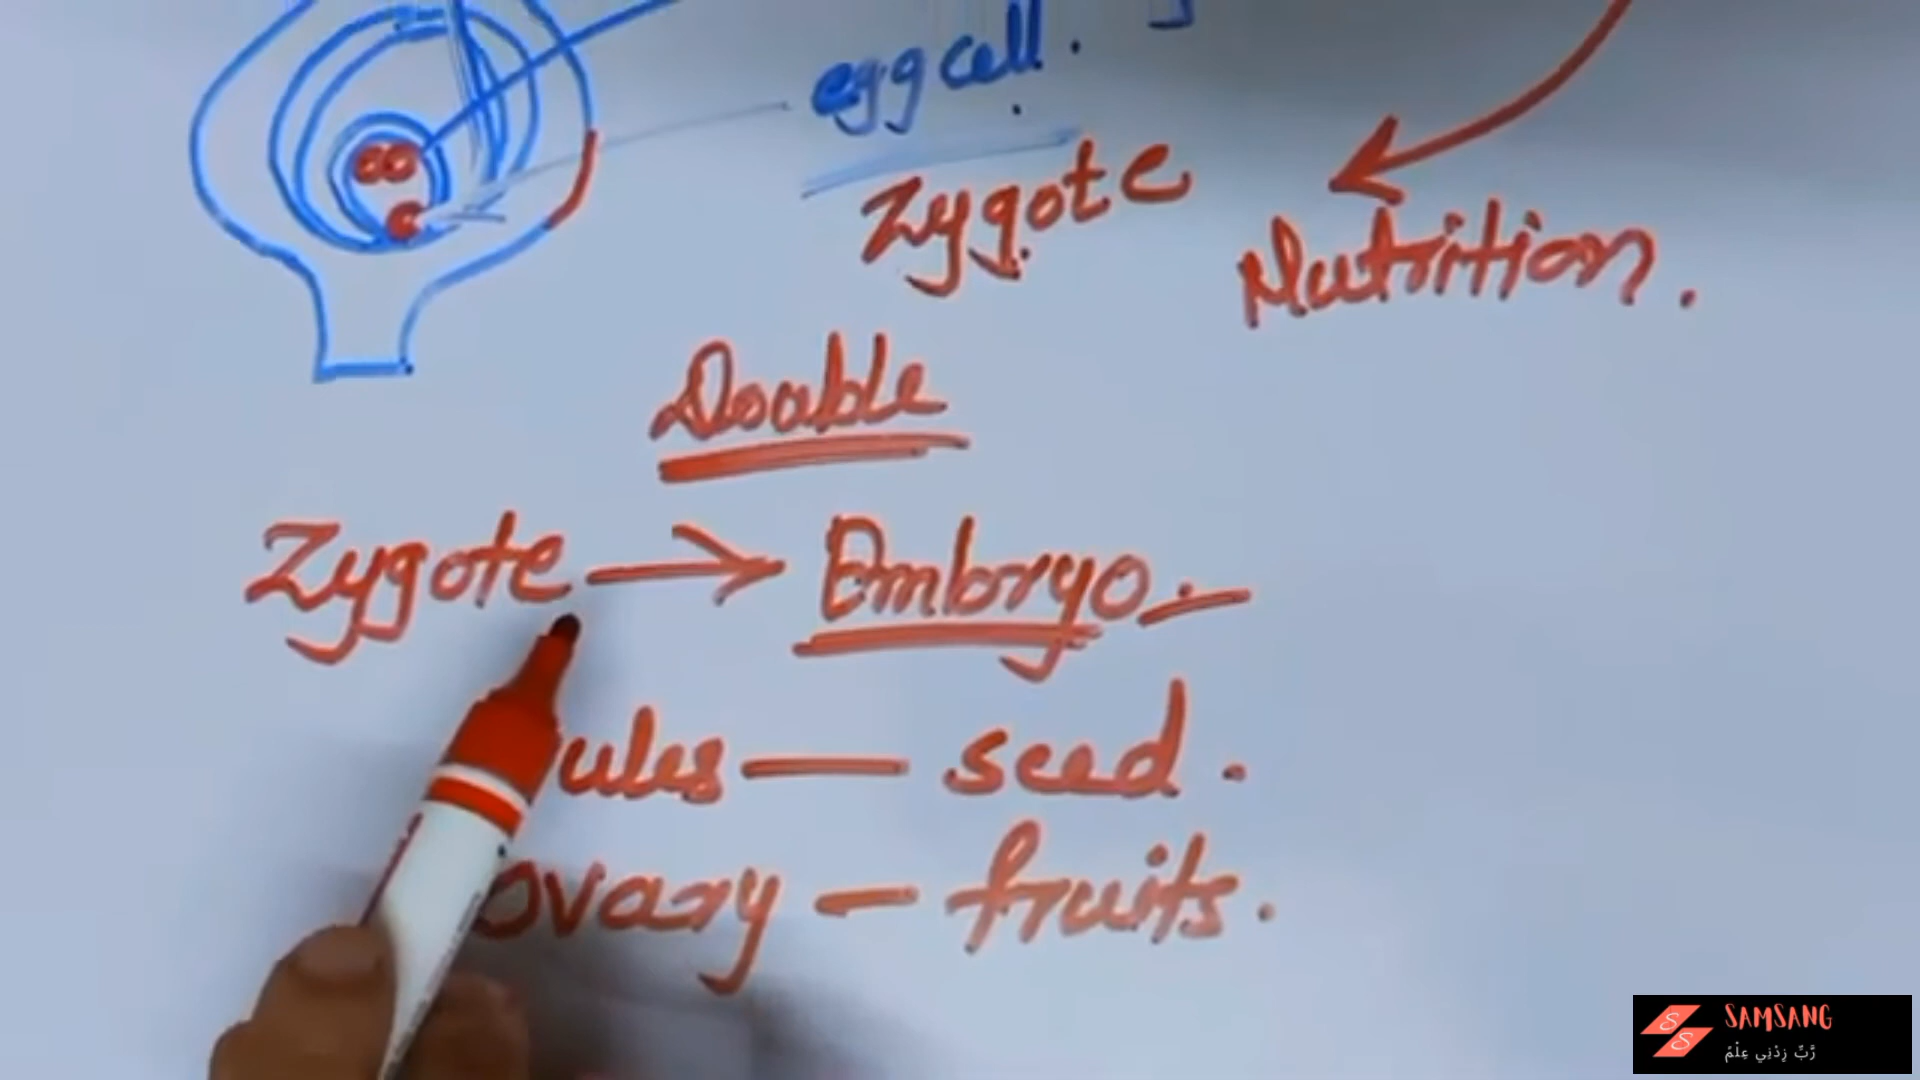 egg cell.
Zygote
Nutrition.
Double
Zygote → Embryo.
ules — seed.
ovary — fruits.
SAMSANG
رَّبِّ زِدْنِي عِلْمًا